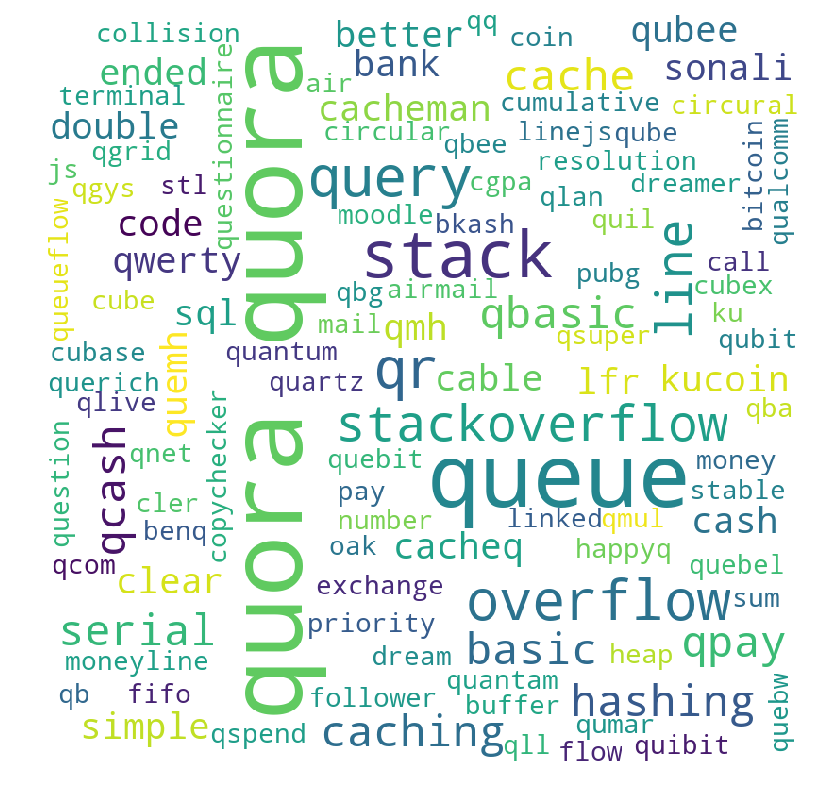 collision
better
qq
coin
qubee
ended
questionnaire
quora
air
bank
cache
sonali
terminal
cacheman
cumulative
circural
double
circular
qbee
linejs
qube
qgrid
resolution
bitcoin
qualcomm
js
qgys
stl
query
cgpa
qlan
dreamer
queueflow
code
moodle
bkash
quil
qwerty
stack
pubg
line
call
cube
sql
qbg
airmail
cubex
mail
qmh
qbasic
qsuper
ku
qubit
cubase
quemh
quantum
querich
quartz
qr
cable
lfr
kucoin
qlive
copychecker
quora
stackoverflow
qba
question
qcash
qnet
quebit
queue
money
cler
pay
stable
benq
number
linked
qmul
cash
qcom
oak
cacheq
happyq
quebel
clear
exchange
overflow
sum
serial
priority
basic
qpay
moneyline
dream
heap
quantam
qb
fifo
follower
buffer
hashing
quebw
simple
qspend
caching
qll
qumar
flow
quibit